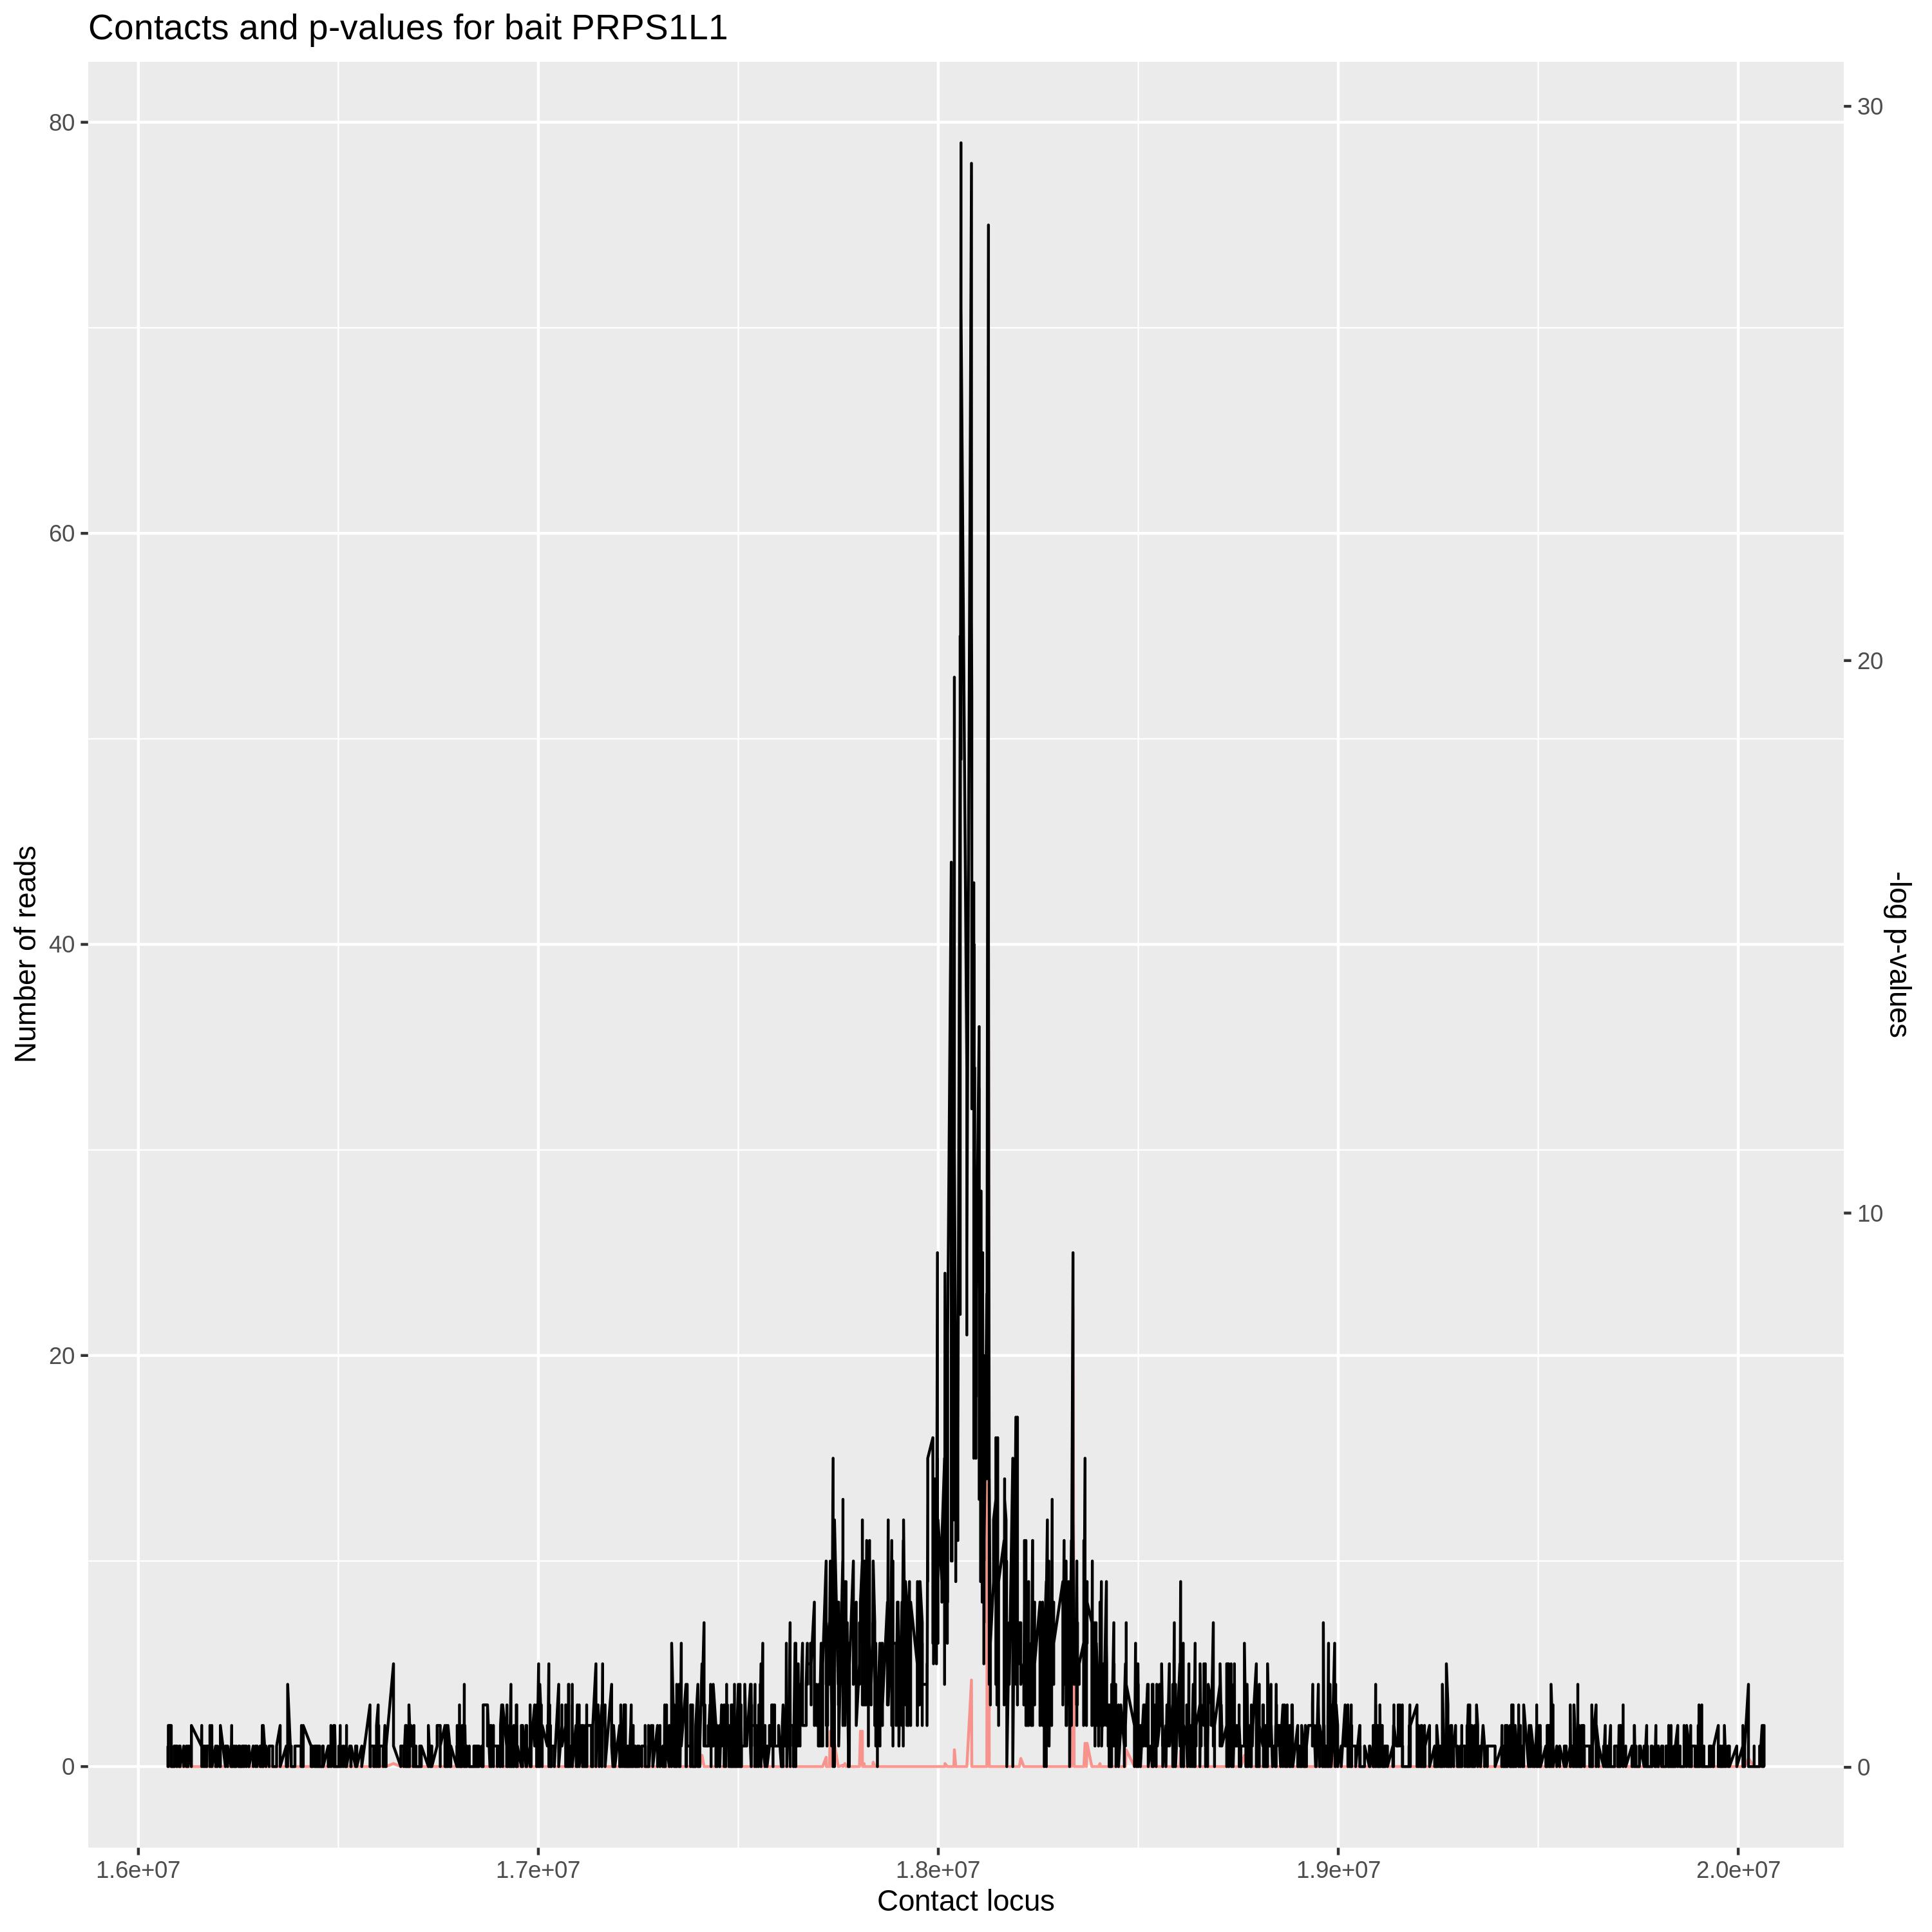 Contacts and p-values for bait PRPS1L1
80
60
40
20
0
Number of reads
30
20
10
0
-log p-values
1.6e+07
1.7e+07
1.8e+07
1.9e+07
2.0e+07
Contact locus